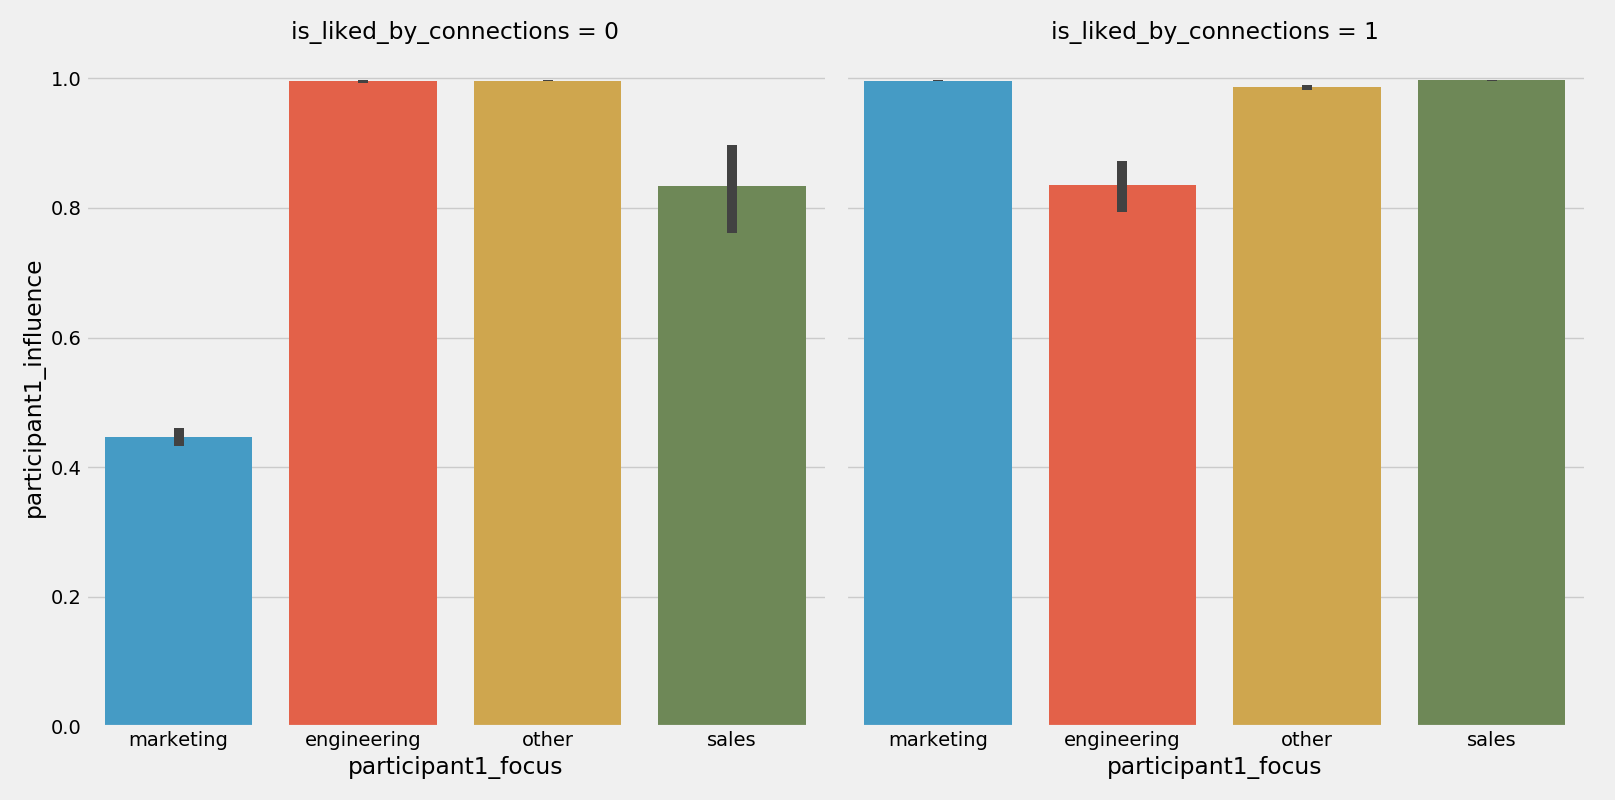 is_liked_by_connections = 0
is_liked_by_connections = 1
participant1_influence
1.0
0.8
0.6
0.4
0.2
0.0
marketing engineering other sales
marketing engineering other sales
participant1_focus
participant1_focus